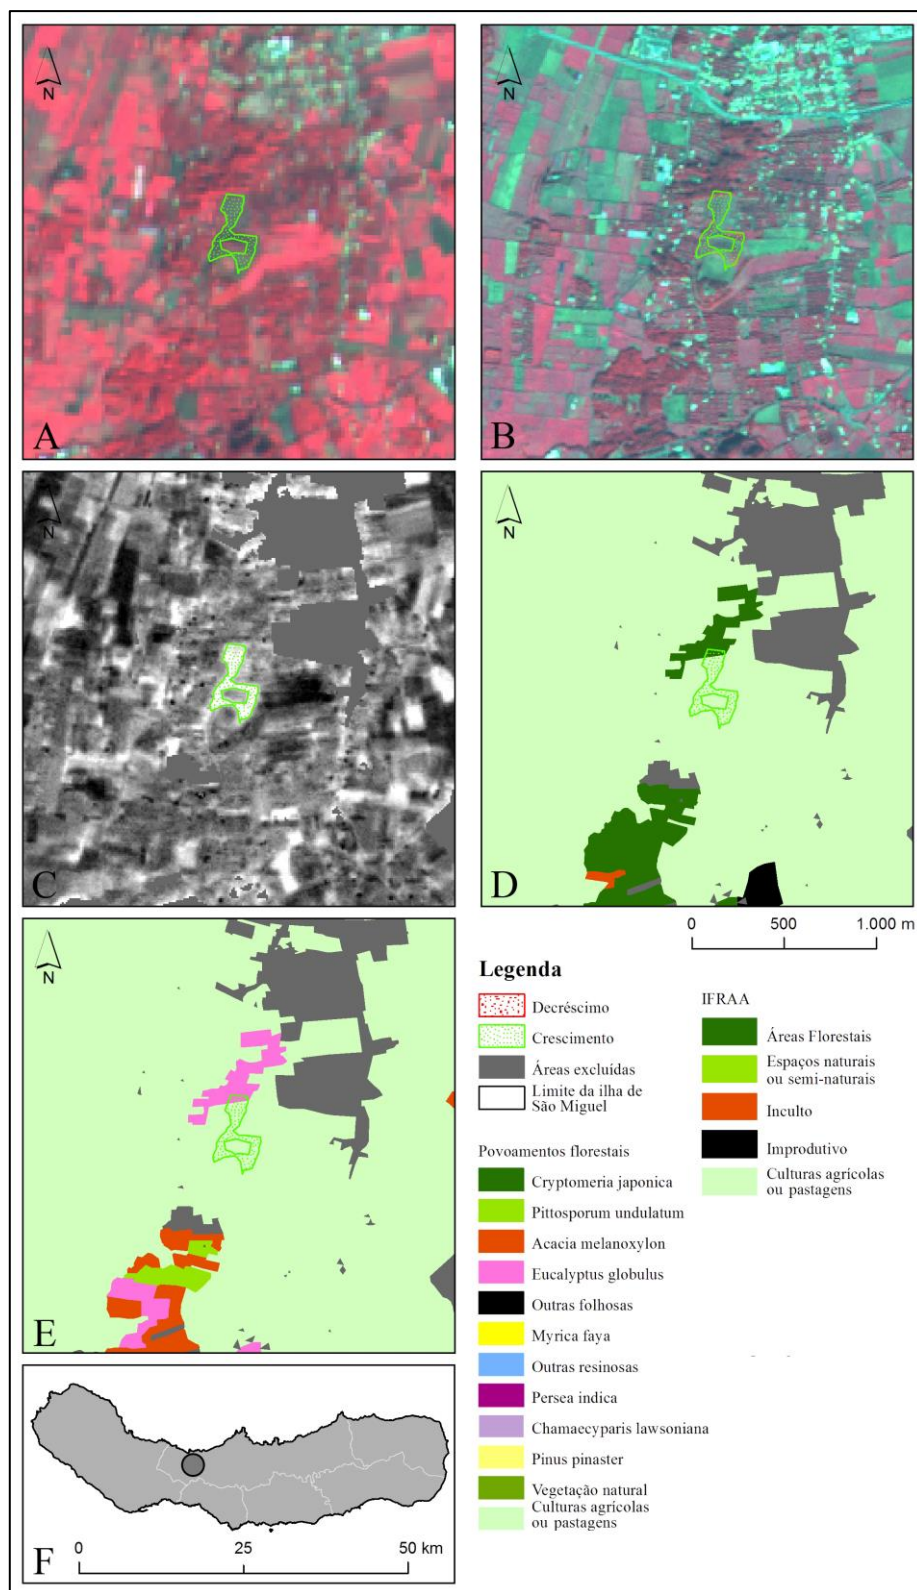 N
A
N
B
N
C
N
D
0 500 1.000 m
N
E
Legenda
Decréscimo
Crescimento
Áreas excluídas
Limite da ilha de
São Miguel
Povoamentos florestais
Cryptomeria japonica
Pittosporum undulatum
Acacia melanoxylon
Eucalyptus globulus
Outras folhosas
Myrica faya
Outras resinosas
Persea indica
Chamaecyparis lawsoniana
Pinus pinaster
Vegetação natural
Culturas agrícolas
ou pastagens
IFRAA
Áreas Florestais
Espaços naturais
ou semi-naturais
Inculto
Improdutivo
Culturas agrícolas
ou pastagens
F
0 25 50 km